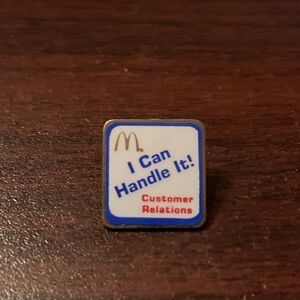 M
I Can
Handle It!
Customer
Relations